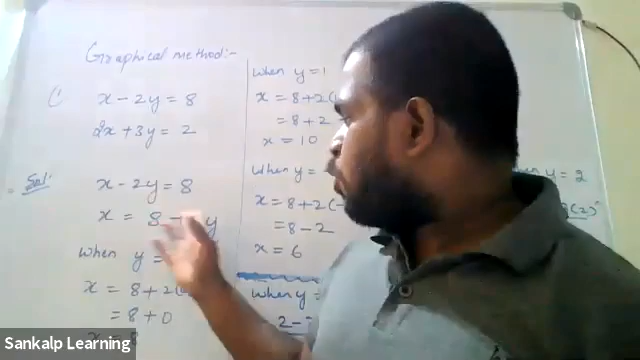 Graphical method:-
x - 2y = 8
2x + 3y = 2
Sol:
x - 2y = 8
x = 8 y
when y =
x = 8 + 2(
= 8 + 0
x = 8
when y = 1
x = 8 + 2(
= 8 + 2
x = 10
when y =
x = 8 + 2(-
= 8 - 2
x = 6
when y =
2 -
y = 2
(2)
Sankalp Learning